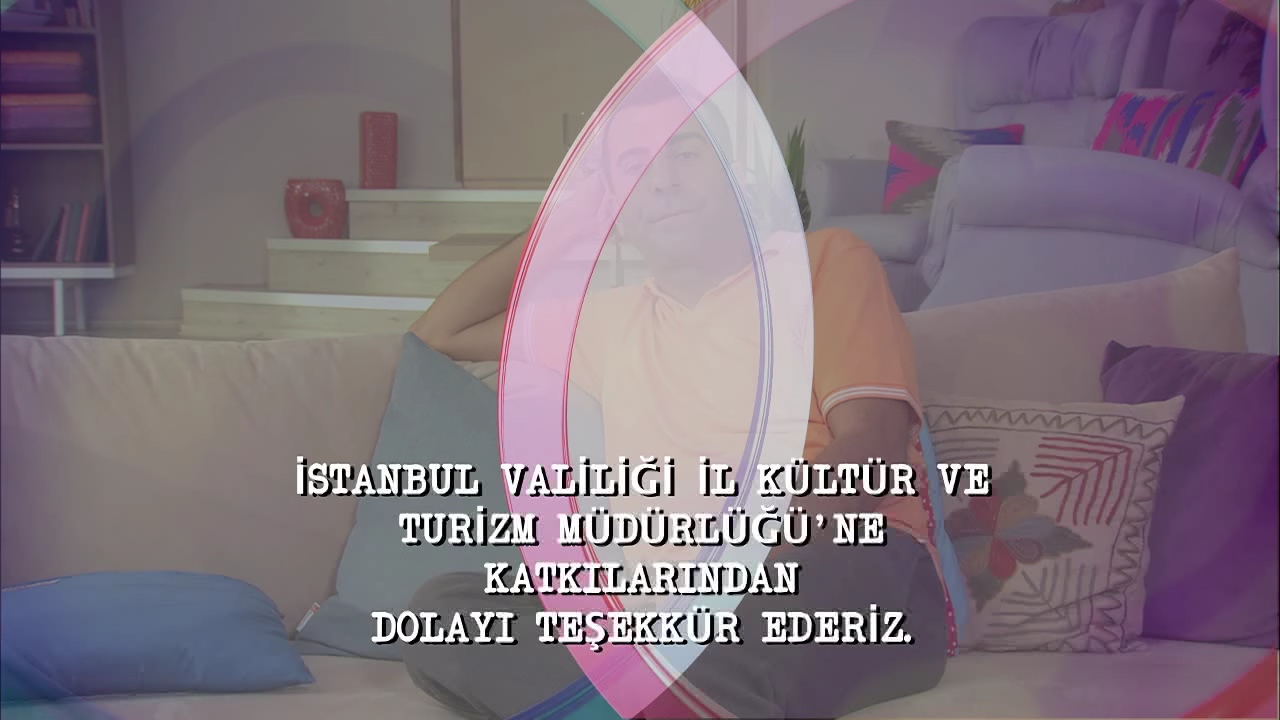 İSTANBUL VALİLİĞİ İL KÜLTÜR VE
TURİZM MÜDÜRLÜĞÜ'NE
KATKILARINDAN
DOLAYI TEŞEKKÜR EDERİZ.